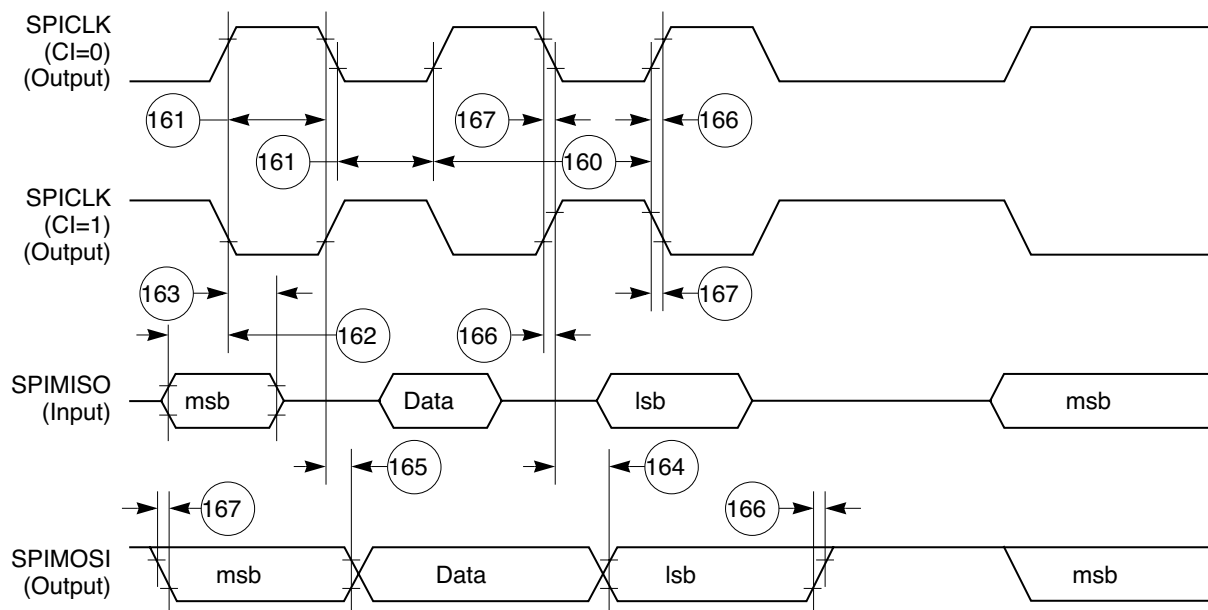 SPICLK
(CI=0)
(Output)
161
167
166
161
160
SPICLK
(CI=1)
(Output)
163
167
162
166
SPIMISO
(Input)
msb
Data
lsb
msb
165
164
167
166
SPIMOSI
(Output)
msb
Data
lsb
msb